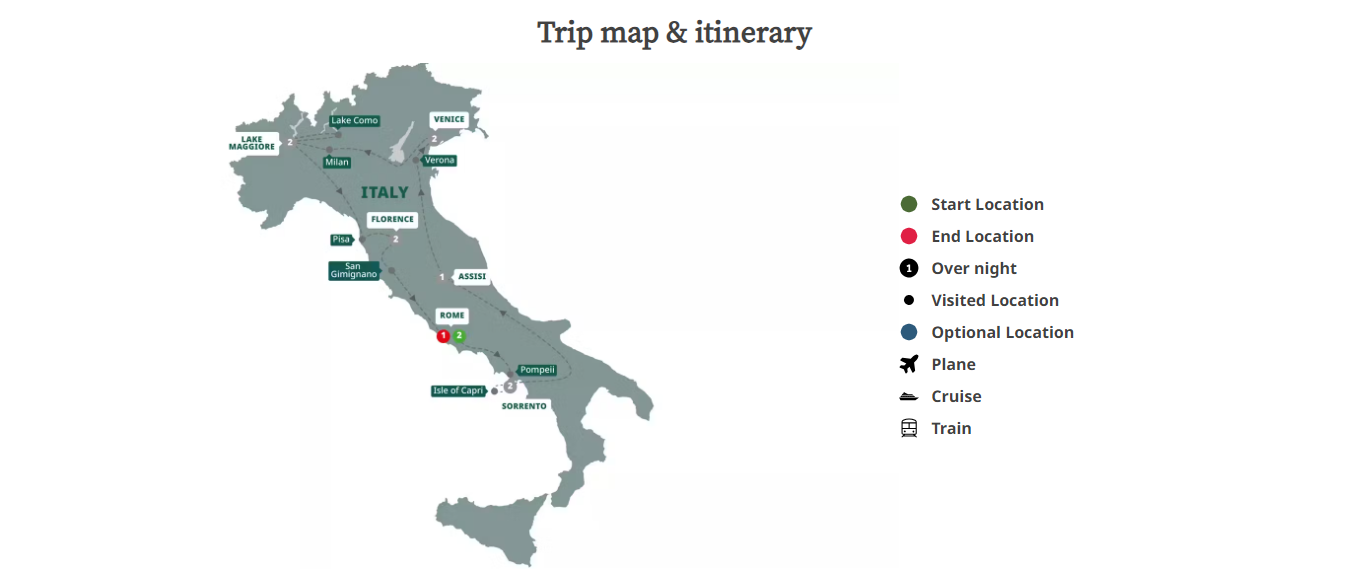 Trip map & itinerary
Lake Como
VENICE
2
LAKE
MAGGIORE
2
Milan
Verona
ITALY
FLORENCE
2
Pisa
San
Gimignano
1
ASSISI
ROME
1
2
Pompeii
2
Isle of Capri
SORRENTO
Start Location
End Location
1
Over night
Visited Location
Optional Location
Plane
Cruise
Train